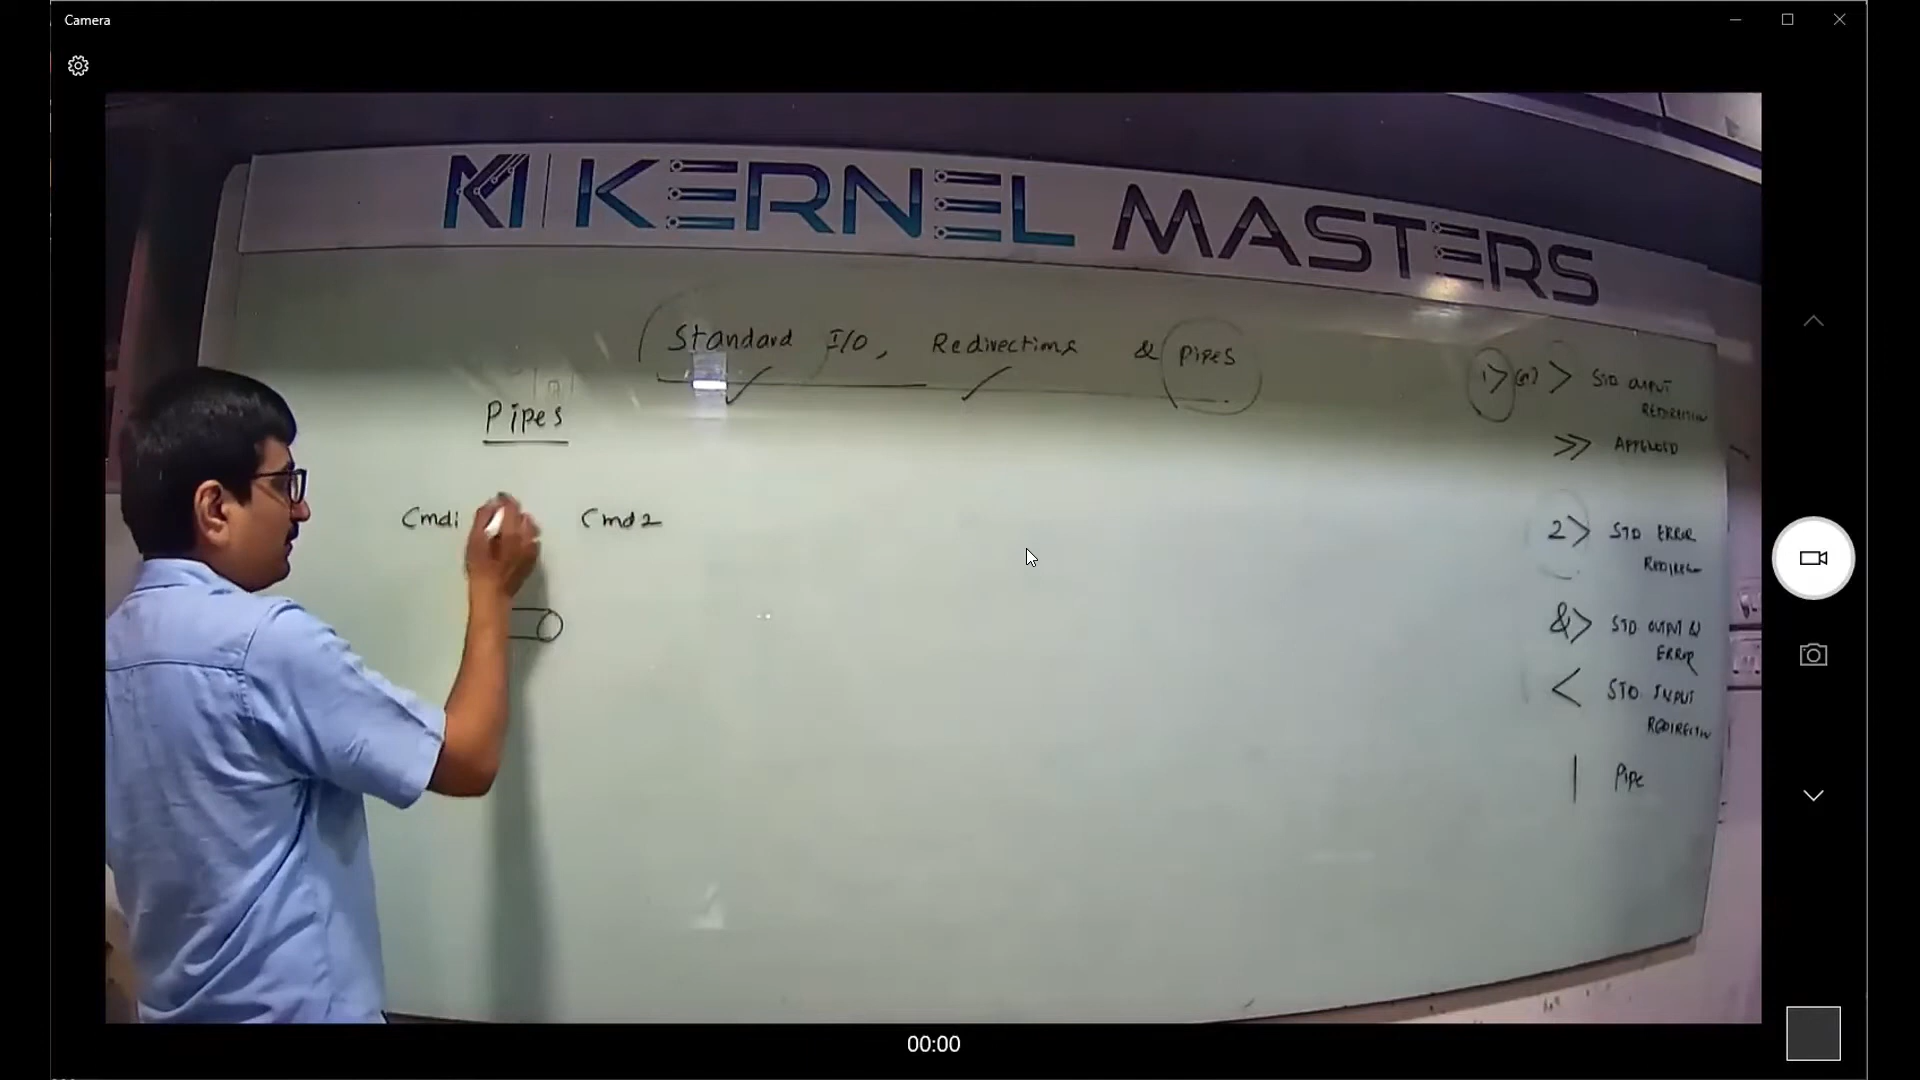 Camera
KERNEL MASTERS
Standard I/O, Redirections & Pipes
Pipes
Cmd1 Cmd2
1> (or) > STD OUTPUT
REDIRECTION
>> APPEND
2> STD ERROR
REDIREC
&> STD OUTPUT &
ERROR
< STD INPUT
REDIRECTION
| Pipe
00:00